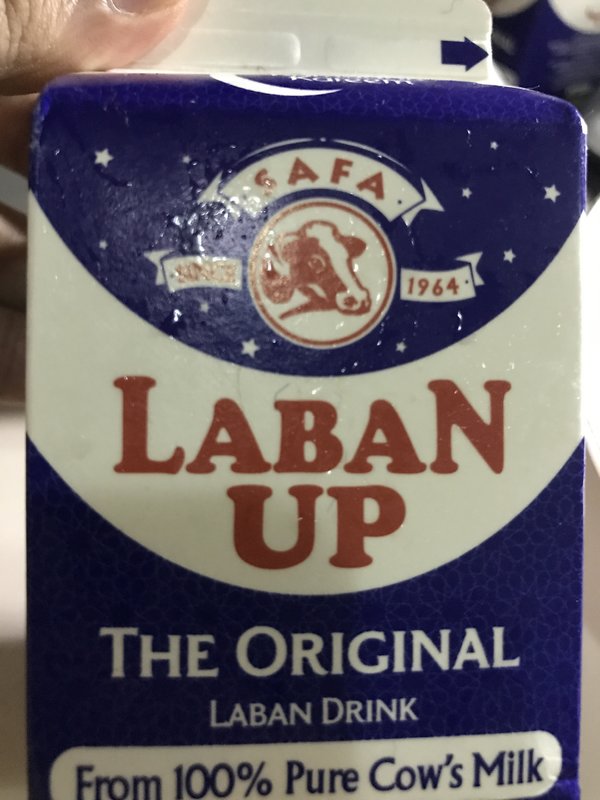 SAFA
SINCE
1964
LABAN
UP
THE ORIGINAL
LABAN DRINK
From 100% Pure Cow's Milk